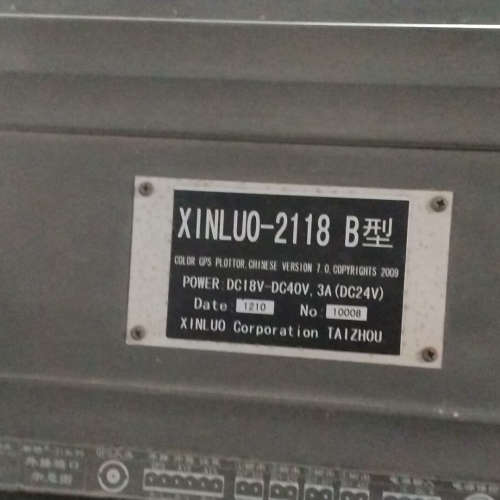 XINLUO-2118 B型
COLOR GPS PLOTTOR. CHINESE VERSION 7.0. COPYRIGHTS 2009
POWER:DC18V-DC40V, 3A(DC24V)
Date: 1210 No: 10008
XINLUO Corporation TAIZHOU